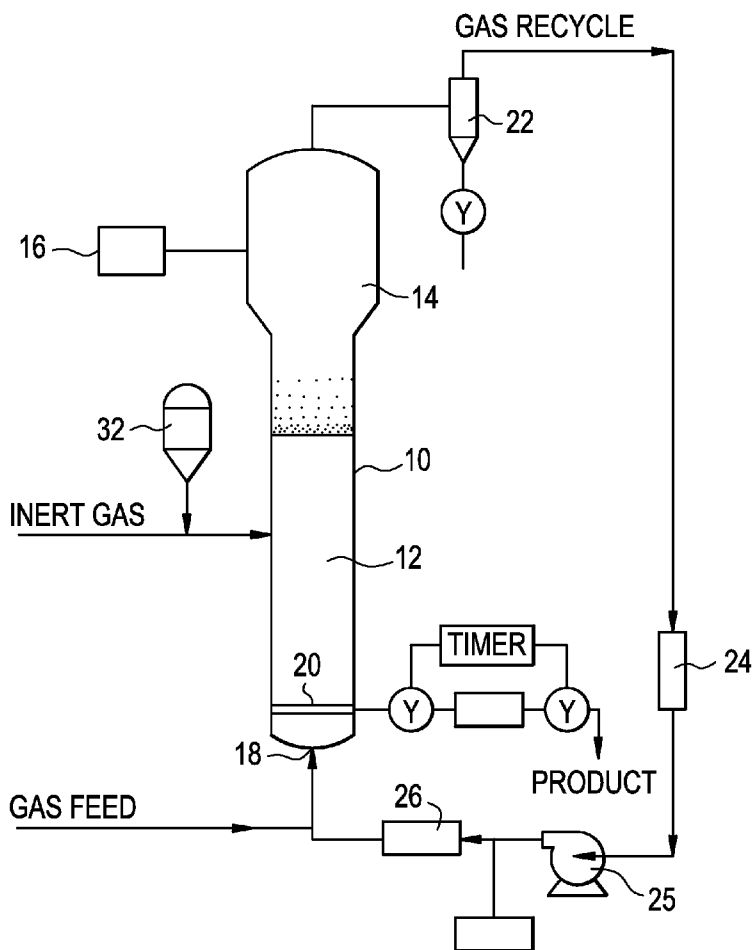 GAS RECYCLE
22
Y
16
14
32
10
INERT GAS
12
TIMER
24
20
Y
Y
18
PRODUCT
GAS FEED
26
25